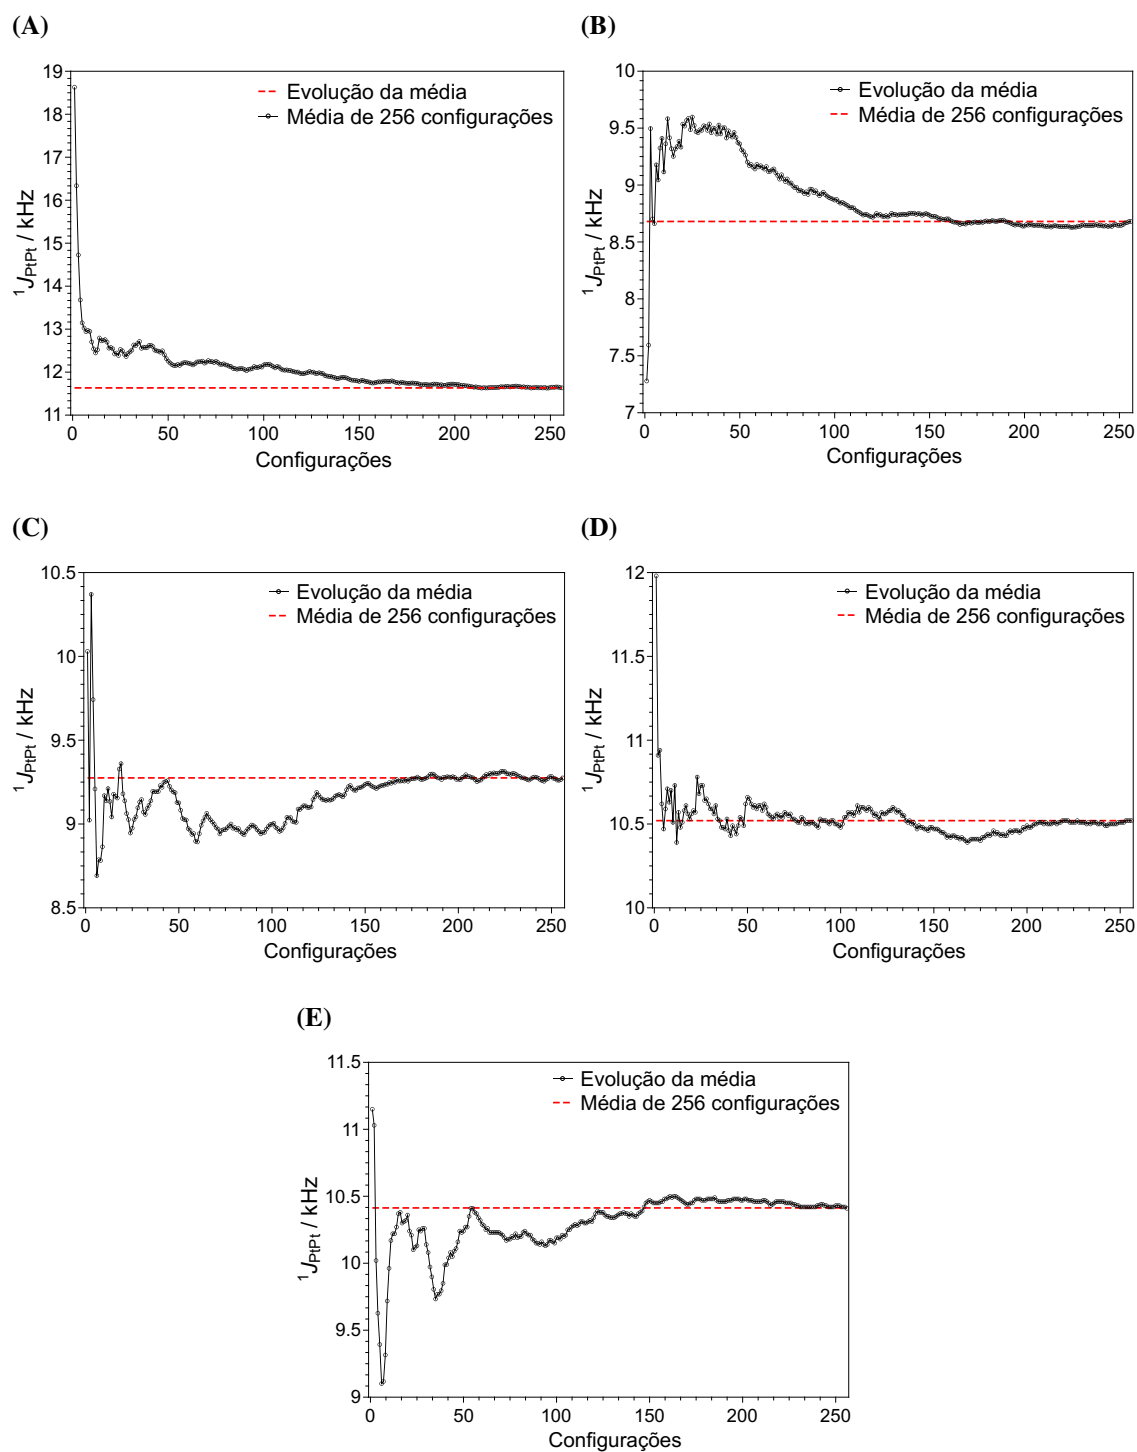 (A)
19
18
17
16
15
14
13
12
11
0
50
100
150
200
250
Evolução da média
Média de 256 configurações
¹JPtPt / kHz
Configurações
(B)
10
9.5
9
8.5
8
7.5
7
0
50
100
150
200
250
Evolução da média
Média de 256 configurações
¹JPtPt / kHz
Configurações
(C)
10.5
10
9.5
9
8.5
0
50
100
150
200
250
Evolução da média
Média de 256 configurações
¹JPtPt / kHz
Configurações
(D)
12
11.5
11
10.5
10
0
50
100
150
200
250
Evolução da média
Média de 256 configurações
¹JPtPt / kHz
Configurações
(E)
11.5
11
10.5
10
9.5
9
0
50
100
150
200
250
Evolução da média
Média de 256 configurações
¹JPtPt / kHz
Configurações